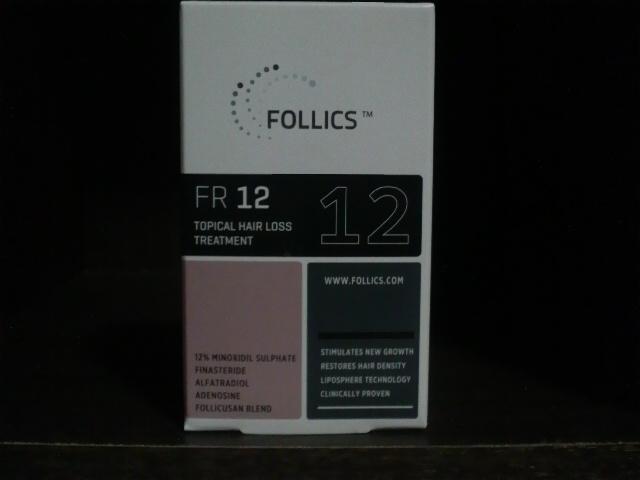 FOLLICS™
FR 12
12
TOPICAL HAIR LOSS
TREATMENT
12% MINOXIDIL SULPHATE
FINASTERIDE
ALFATRADIOL
ADENOSINE
FOLLICUSAN BLEND
WWW.FOLLICS.COM
STIMULATES NEW GROWTH
RESTORES HAIR DENSITY
LIPOSPHERE TECHNOLOGY
CLINICALLY PROVEN